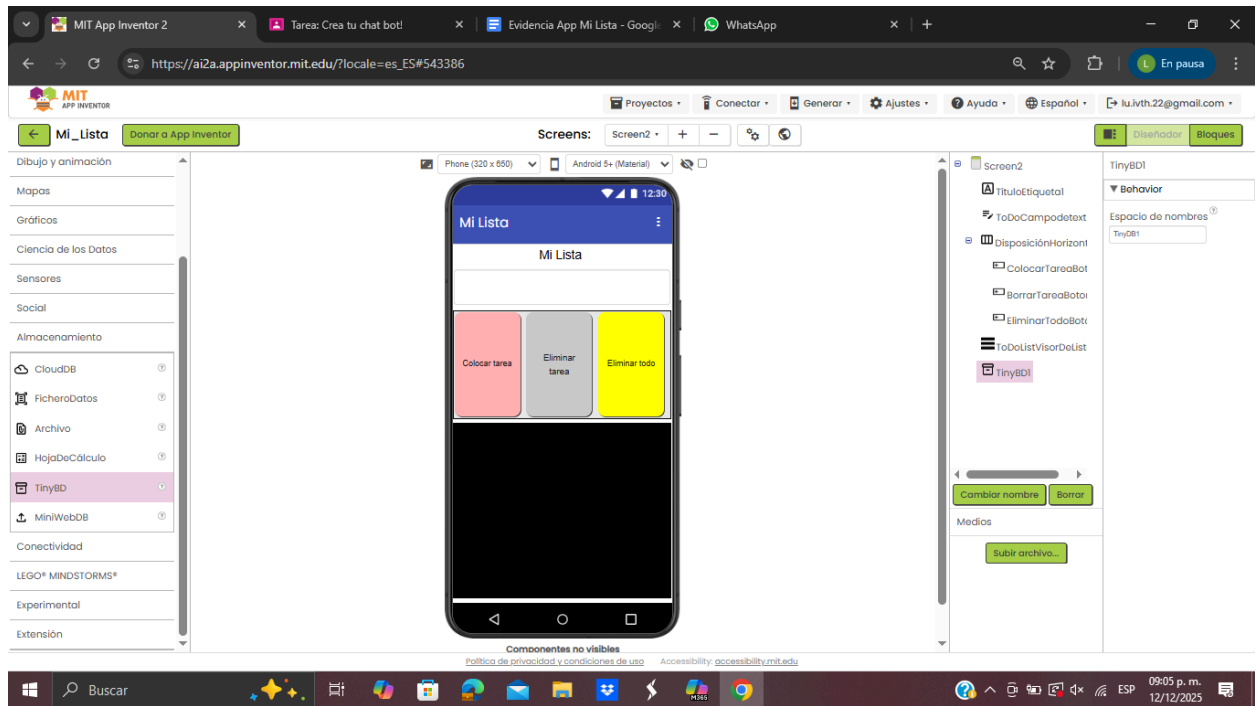 MIT App Inventor 2
Tarea: Crea tu chat bot!
Evidencia App Mi Lista - Google
WhatsApp
https://ai2a.appinventor.mit.edu/?locale=es_ES#543386
L
En pausa
MIT
APP INVENTOR
Proyectos
Conectar
Generar
Ajustes
Ayuda
Español
lu.ivth.22@gmail.com
Mi_Lista
Donar a App Inventor
Screens:
Screen2
Diseñador
Bloques
Dibujo y animación
Mapas
Gráficos
Ciencia de los Datos
Sensores
Social
Almacenamiento
CloudDB
FicheroDatos
Archivo
HojaDeCálculo
TinyBD
MiniWebDB
Conectividad
LEGO® MINDSTORMS®
Experimental
Extensión
Phone (320 x 650)
Android 5+ (Material)
12:30
Mi Lista
Mi Lista
Colocar tarea
Eliminar
tarea
Eliminar todo
Componentes no visibles
Política de privacidad y condiciones de uso
Accessibility: accessibility.mit.edu
Screen2
TituloEtiqueta1
ToDoCampodetext
DisposiciónHorizont
ColocarTareaBot
BorrarTareaBoto
EliminarTodoBot
ToDoListVisorDeList
TinyBD1
Cambiar nombre
Borrar
Medios
Subir archivo...
TinyBD1
Behavior
Espacio de nombres
TinyDB1
Buscar
M365
ESP
09:05 p. m.
12/12/2025